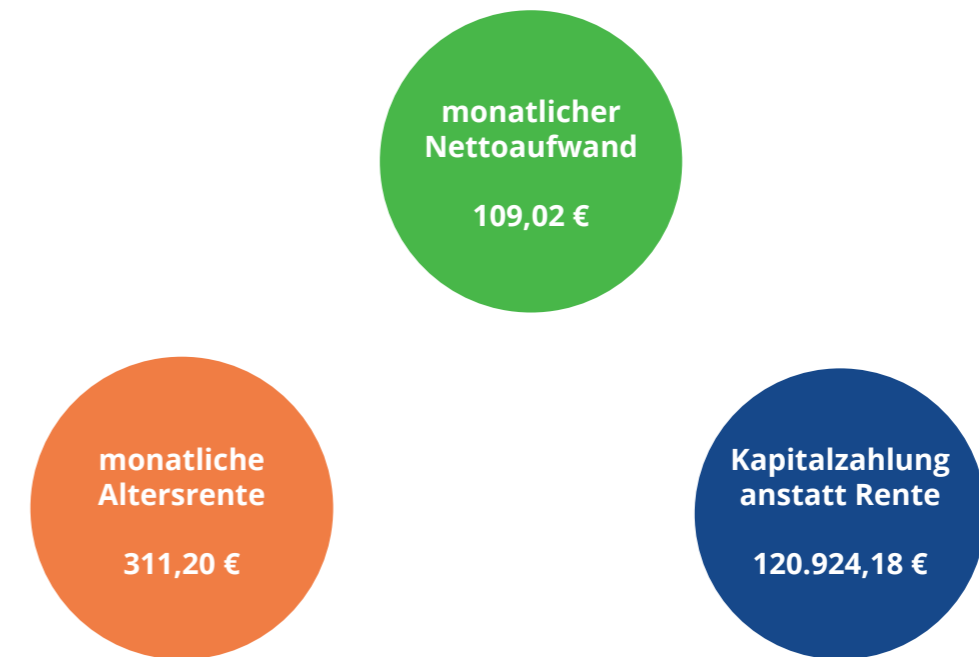 monatlicher
Nettoaufwand
109,02 €
monatliche
Altersrente
311,20 €
Kapitalzahlung
anstatt Rente
120.924,18 €